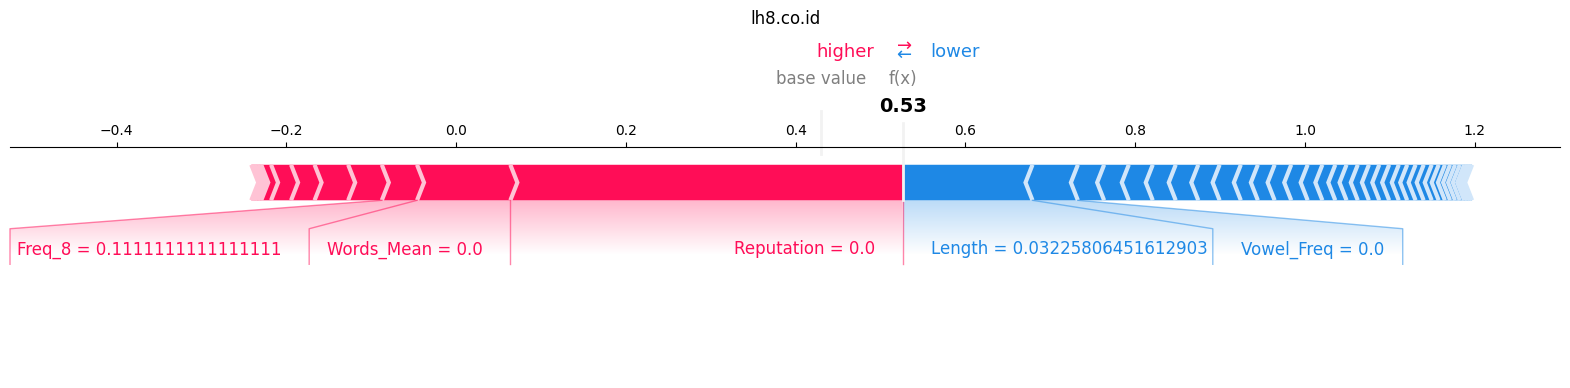 lh8.co.id
higher ⇄ lower
base value f(x)
0.53
−0.4 −0.2 0.0 0.2 0.4 0.6 0.8 1.0 1.2
Freq_8 = 0.1111111111111111 Words_Mean = 0.0 Reputation = 0.0 Length = 0.03225806451612903 Vowel_Freq = 0.0